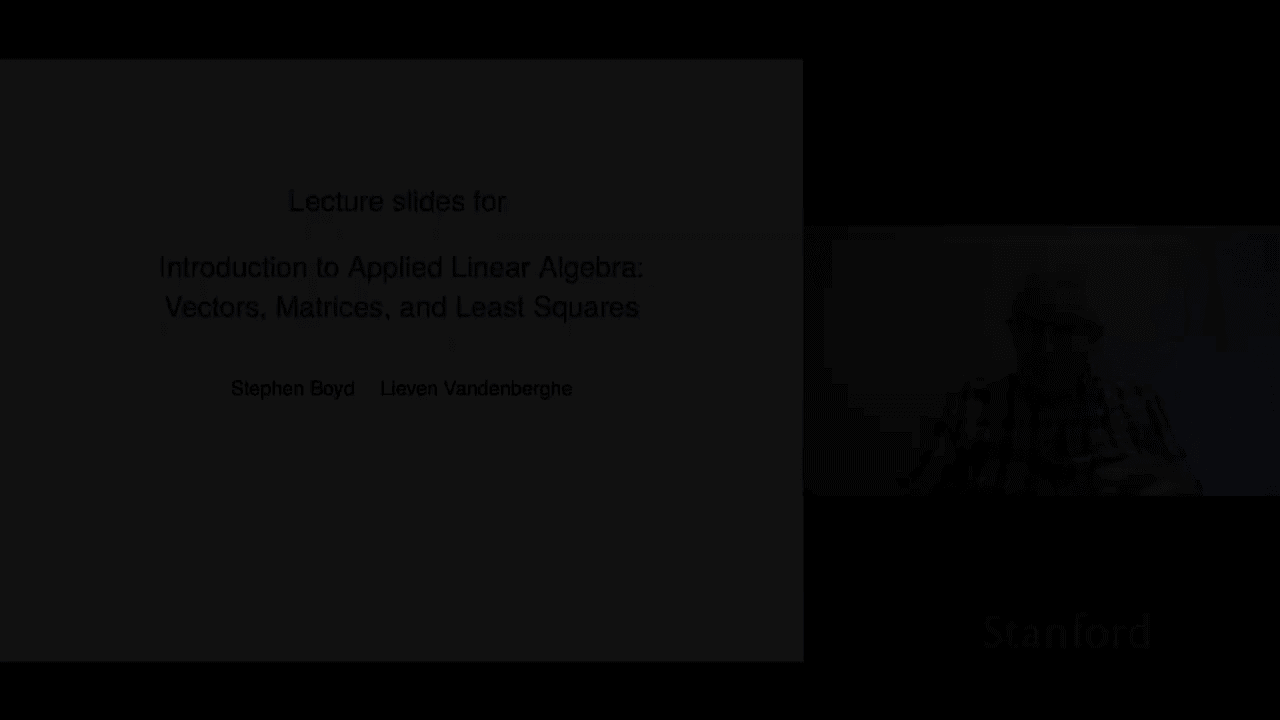 Lecture slides for
Introduction to Applied Linear Algebra:
Vectors, Matrices, and Least Squares
Stephen Boyd Lieven Vandenberghe
Stanford